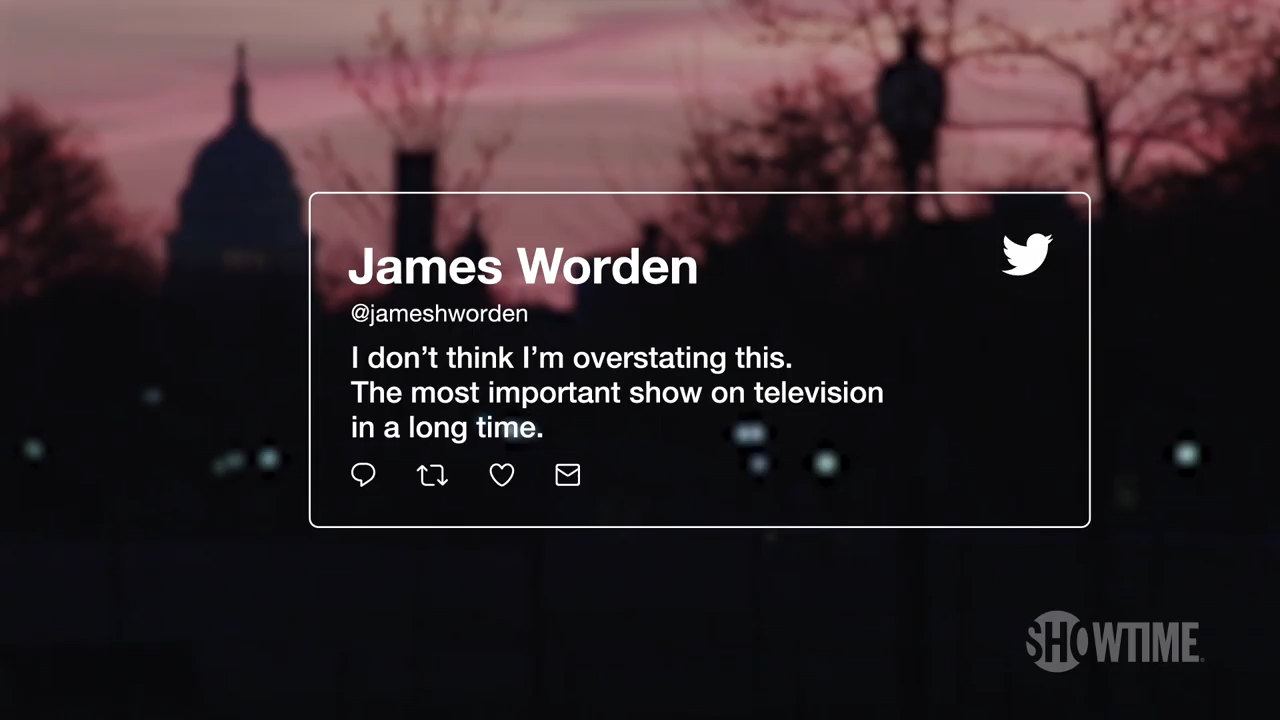 James Worden
@jameshworden
I don’t think I’m overstating this.
The most important show on television
in a long time.
SHOWTIME